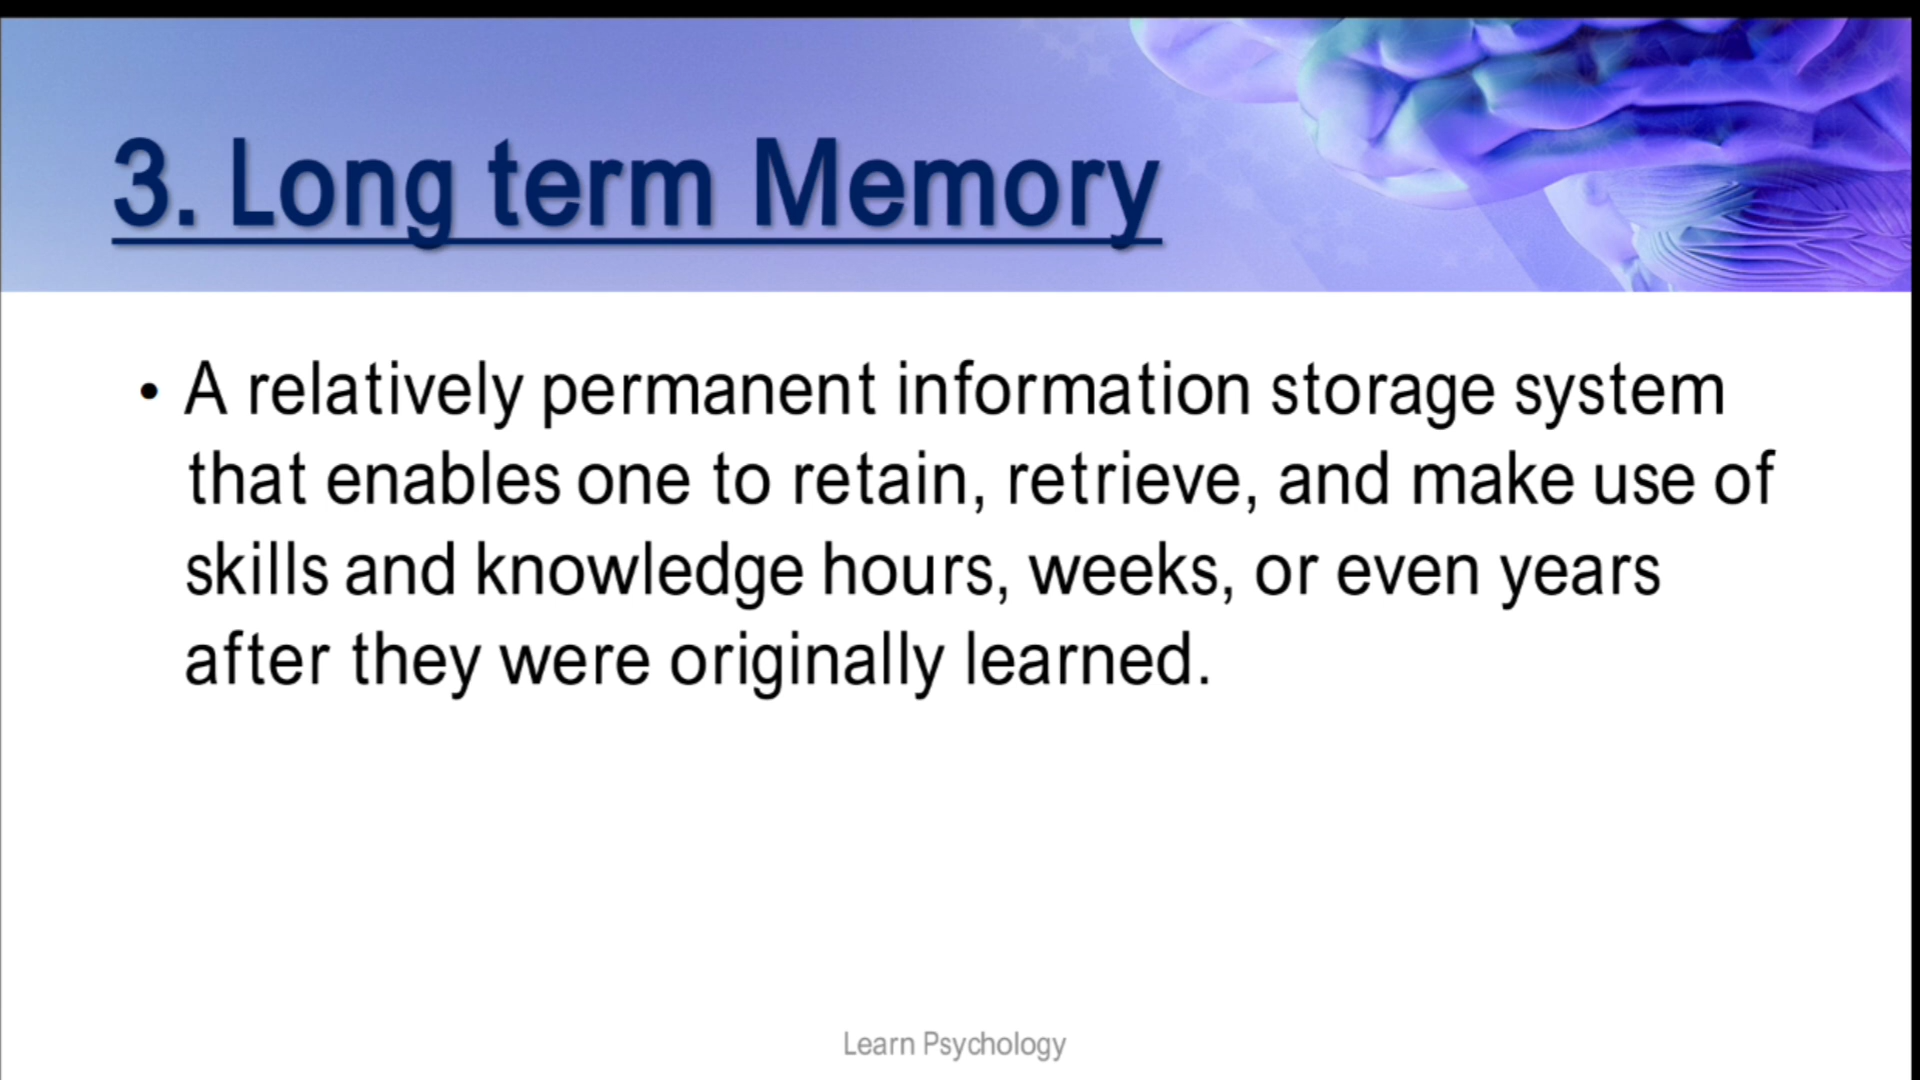 3. Long term Memory
• A relatively permanent information storage system
that enables one to retain, retrieve, and make use of
skills and knowledge hours, weeks, or even years
after they were originally learned.
Learn Psychology